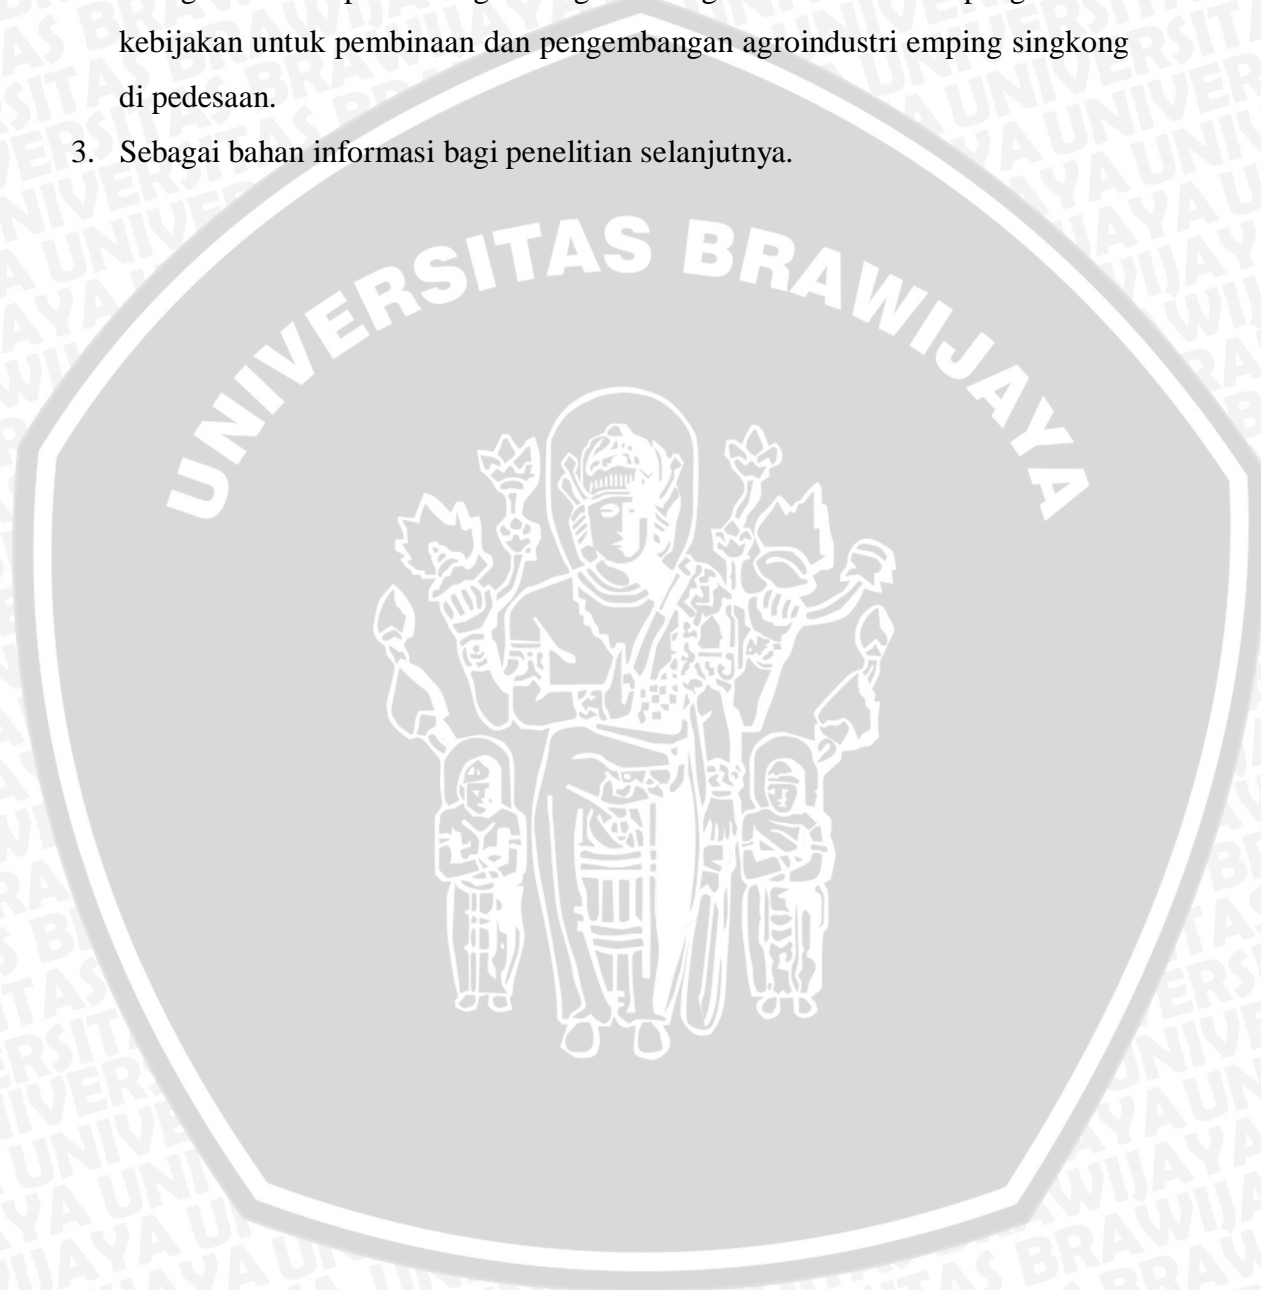 kebijakan untuk pembinaan dan pengembangan agroindustri emping singkong
di pedesaan.
3. Sebagai bahan informasi bagi penelitian selanjutnya.
UNIVERSITAS BRAWIJAYA